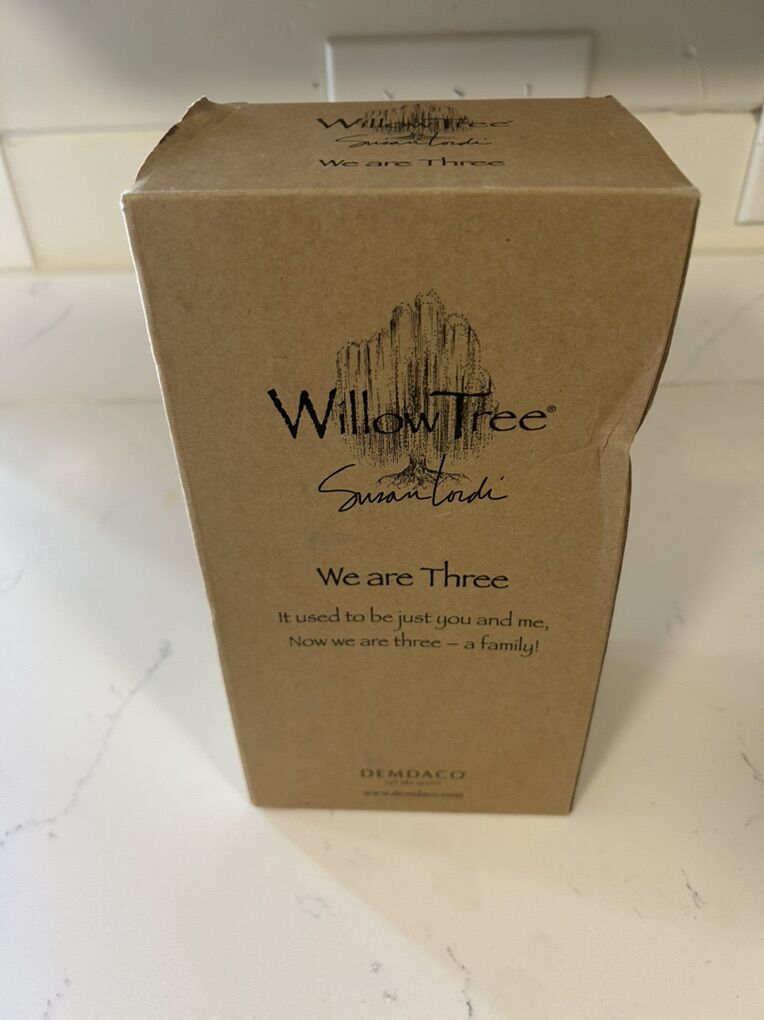 Willow Tree
Susan Lordi
We are Three
Willow Tree®
Susan Lordi
We are Three
It used to be just you and me,
Now we are three – a family!
DEMDACO
www.demdaco.com